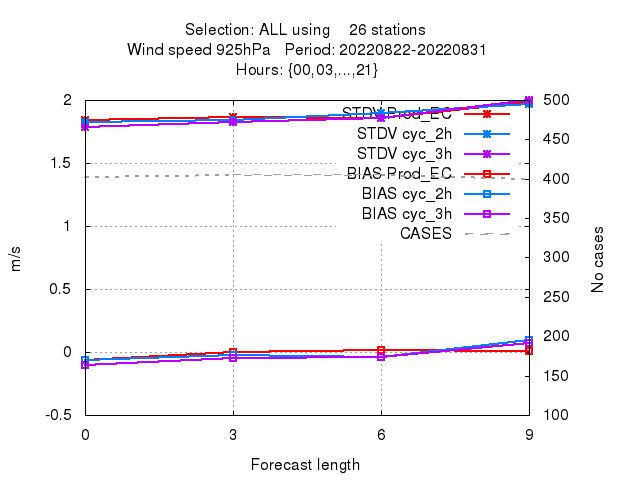 Selection: ALL using 26 stations
Wind speed 925hPa Period: 20220822-20220831
Hours: {00,03,...,21}
2
1.5
1
0.5
0
-0.5
m/s
500
450
400
350
300
250
200
150
100
No cases
STDV Prod_EC
STDV cyc_2h
STDV cyc_3h
BIAS Prod_EC
BIAS cyc_2h
BIAS cyc_3h
CASES
0 3 6 9
Forecast length